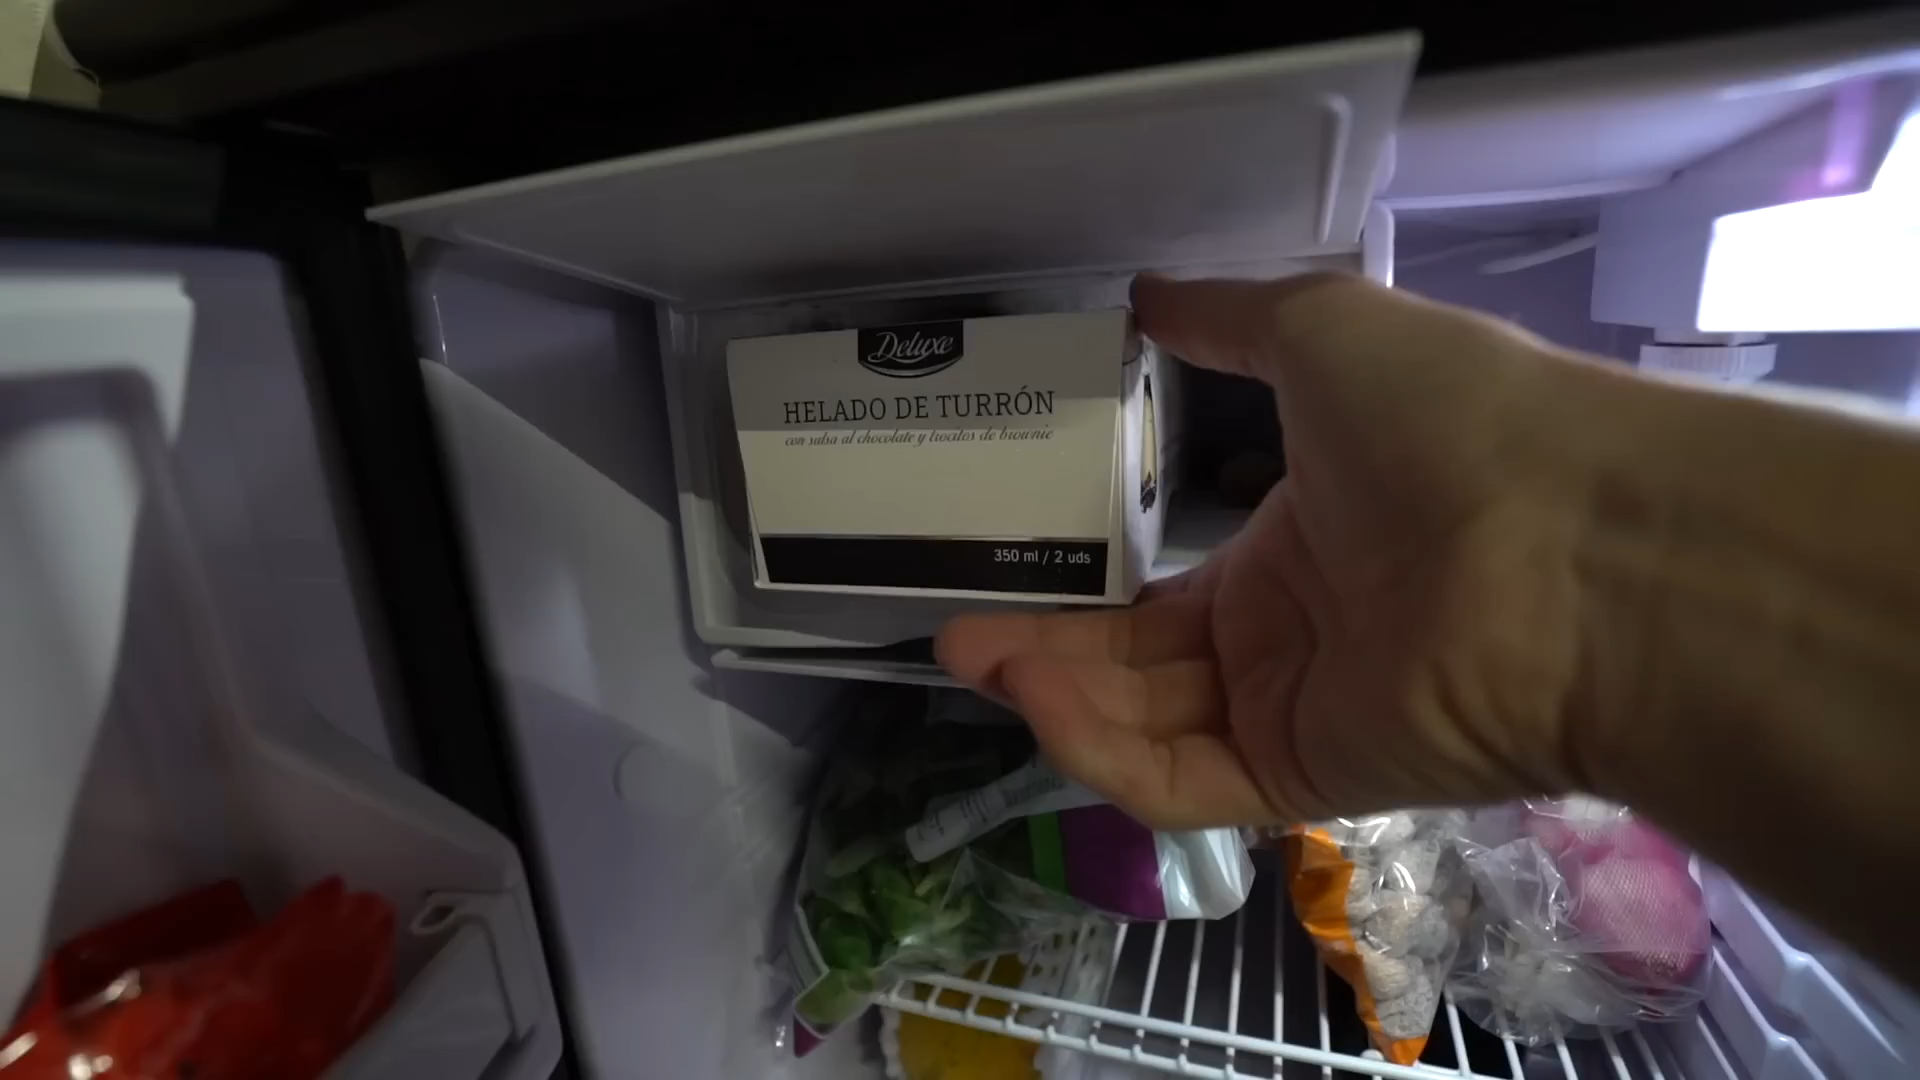 Deluxe
HELADO DE TURRÓN
con salsa al chocolate y trocitos de brownie
350 ml / 2 uds